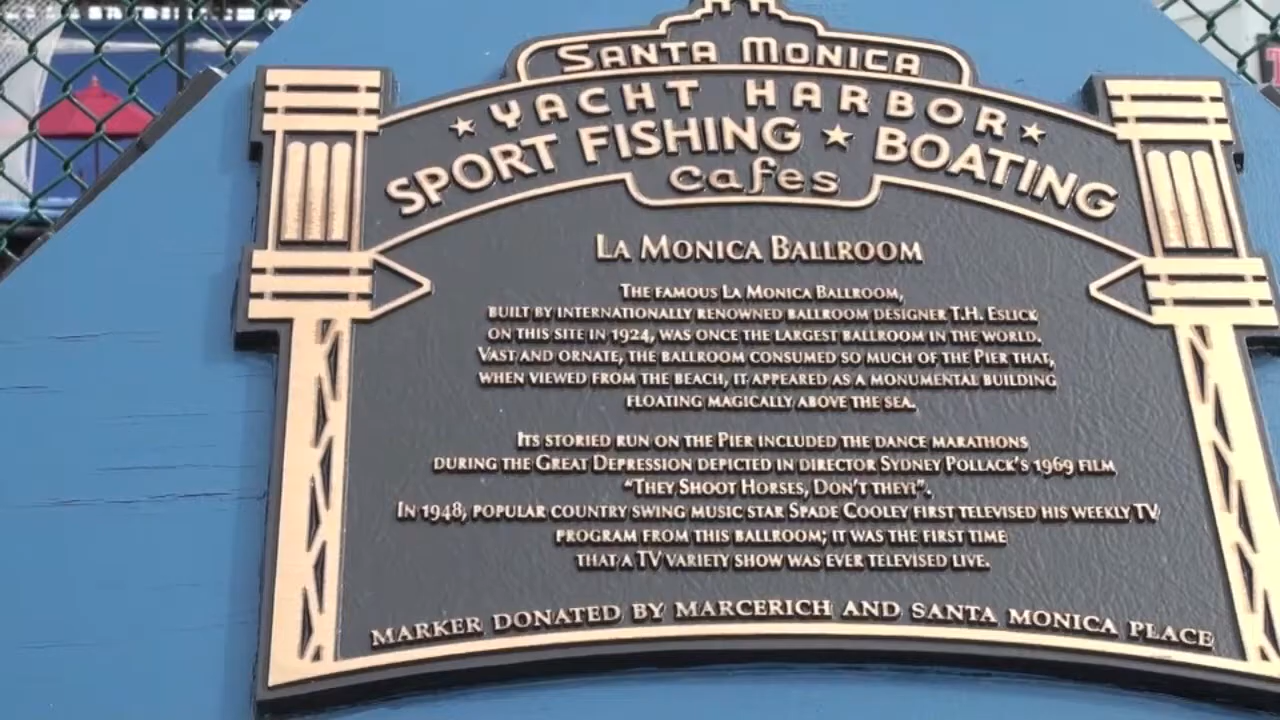 SANTA MONICA
★ YACHT HARBOR ★
SPORT FISHING ★ BOATING
cafes
LA MONICA BALLROOM
THE FAMOUS LA MONICA BALLROOM,
BUILT BY INTERNATIONALLY RENOWNED BALLROOM DESIGNER T.H. ESLICK
ON THIS SITE IN 1924, WAS ONCE THE LARGEST BALLROOM IN THE WORLD.
VAST AND ORNATE, THE BALLROOM CONSUMED SO MUCH OF THE PIER THAT,
WHEN VIEWED FROM THE BEACH, IT APPEARED AS A MONUMENTAL BUILDING
FLOATING MAGICALLY ABOVE THE SEA.
ITS STORIED RUN ON THE PIER INCLUDED THE DANCE MARATHONS
DURING THE GREAT DEPRESSION DEPICTED IN DIRECTOR SYDNEY POLLACK'S 1969 FILM
"THEY SHOOT HORSES, DON'T THEY?".
IN 1948, POPULAR COUNTRY SWING MUSIC STAR SPADE COOLEY FIRST TELEVISED HIS WEEKLY TV
PROGRAM FROM THIS BALLROOM; IT WAS THE FIRST TIME
THAT A TV VARIETY SHOW WAS EVER TELEVISED LIVE.
MARKER DONATED BY MARCERICH AND SANTA MONICA PLACE